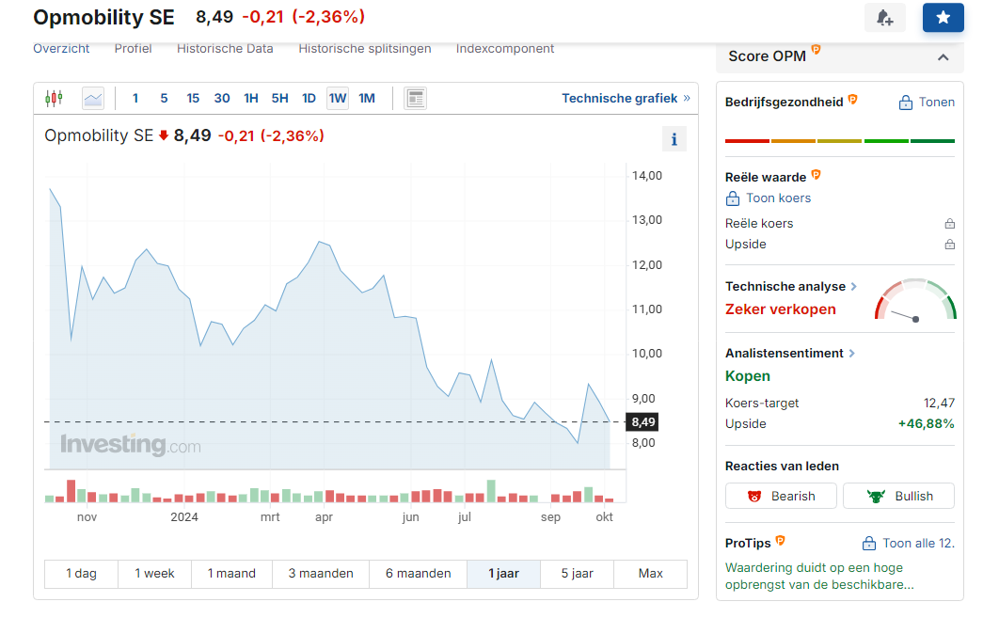 Opmobility SE 8,49 -0,21 (-2,36%)
Overzicht Profiel Historische Data Historische splitsingen Indexcomponent
1 5 15 30 1H 5H 1D 1W 1M Technische grafiek »
Opmobility SE 8,49 -0,21 (-2,36%)
i
14,00
13,00
12,00
11,00
10,00
9,00
8,49
8,00
Investing.com
nov 2024 mrt apr jun jul sep okt
1 dag 1 week 1 maand 3 maanden 6 maanden 1 jaar 5 jaar Max
Score OPM P
Bedrijfsgezondheid P Tonen
Reële waarde P
Toon koers
Reële koers
Upside
Technische analyse
Zeker verkopen
Analistensentiment
Kopen
Koers-target 12,47
Upside +46,88%
Reacties van leden
Bearish Bullish
ProTips P Toon alle 12.
Waardering duidt op een hoge
opbrengst van de beschikbare...